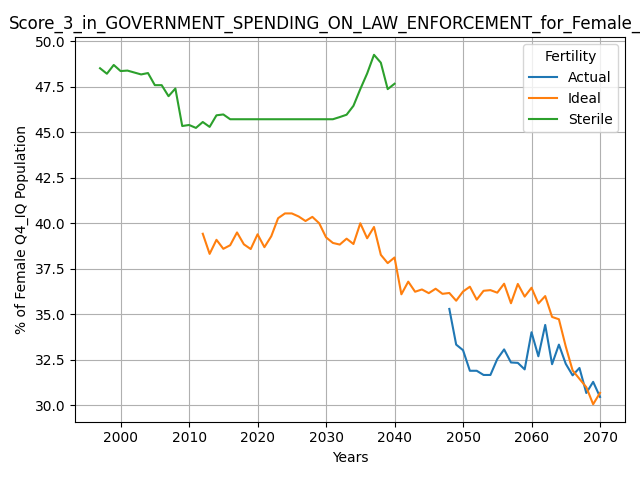 Score_3_in_GOVERNMENT_SPENDING_ON_LAW_ENFORCEMENT_for_Female_
50.0
47.5
45.0
42.5
40.0
37.5
35.0
32.5
30.0
% of Female Q4_IQ Population
Fertility
Actual
Ideal
Sterile
2000 2010 2020 2030 2040 2050 2060 2070
Years